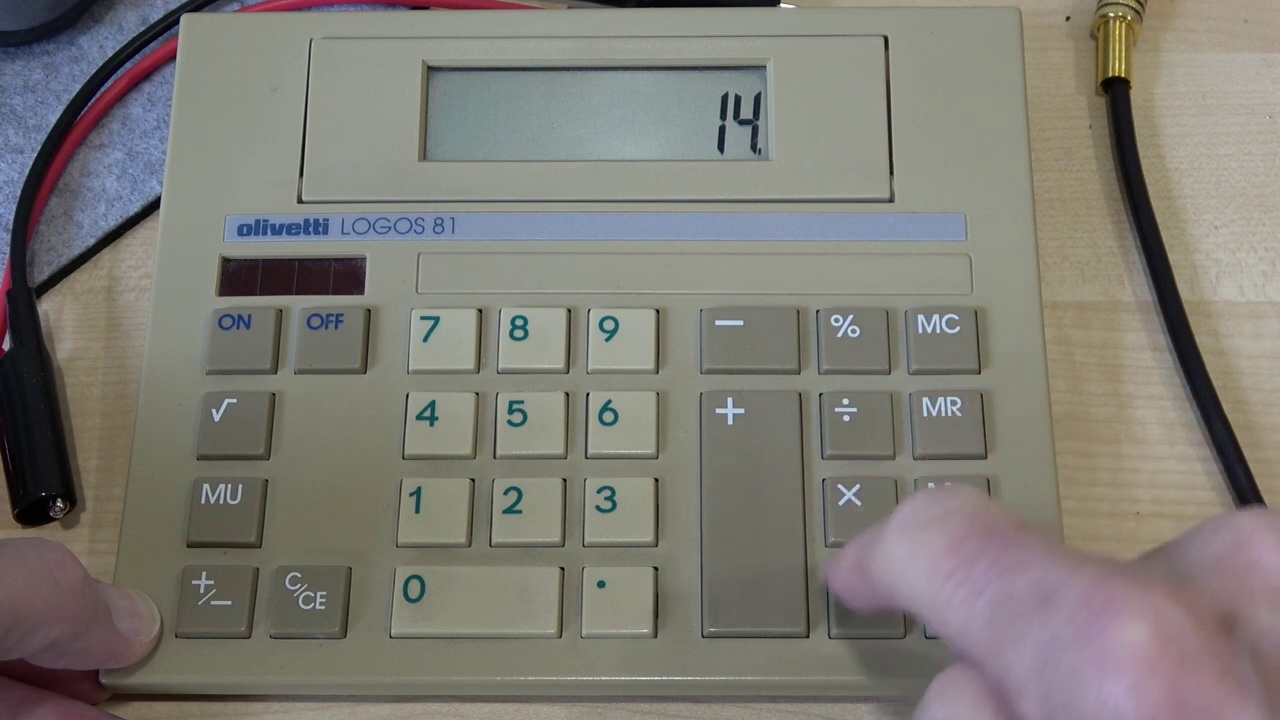 14.
olivetti LOGOS 81
ON OFF 7 8 9 − % MC
√ 4 5 6 + ÷ MR
MU 1 2 3 ×
+/− C/CE 0 .